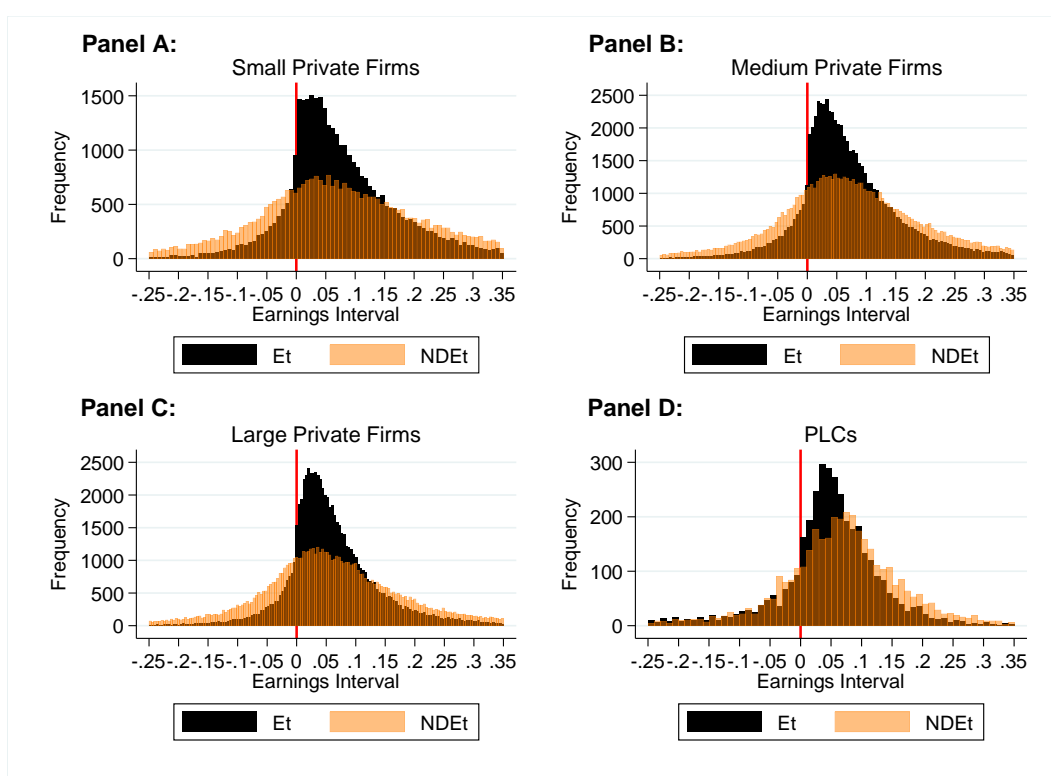 Panel A:
Small Private Firms
1500
1000
500
0
Frequency
-.25 -.2 -.15 -.1 -.05 0 .05 .1 .15 .2 .25 .3 .35
Earnings Interval
Et NDEt
Panel B:
Medium Private Firms
2500
2000
1500
1000
500
0
Frequency
-.25 -.2 -.15 -.1 -.05 0 .05 .1 .15 .2 .25 .3 .35
Earnings Interval
Et NDEt
Panel C:
Large Private Firms
2500
2000
1500
1000
500
0
Frequency
-.25 -.2 -.15 -.1 -.05 0 .05 .1 .15 .2 .25 .3 .35
Earnings Interval
Et NDEt
Panel D:
PLCs
300
200
100
0
Frequency
-.25 -.2 -.15 -.1 -.05 0 .05 .1 .15 .2 .25 .3 .35
Earnings Interval
Et NDEt